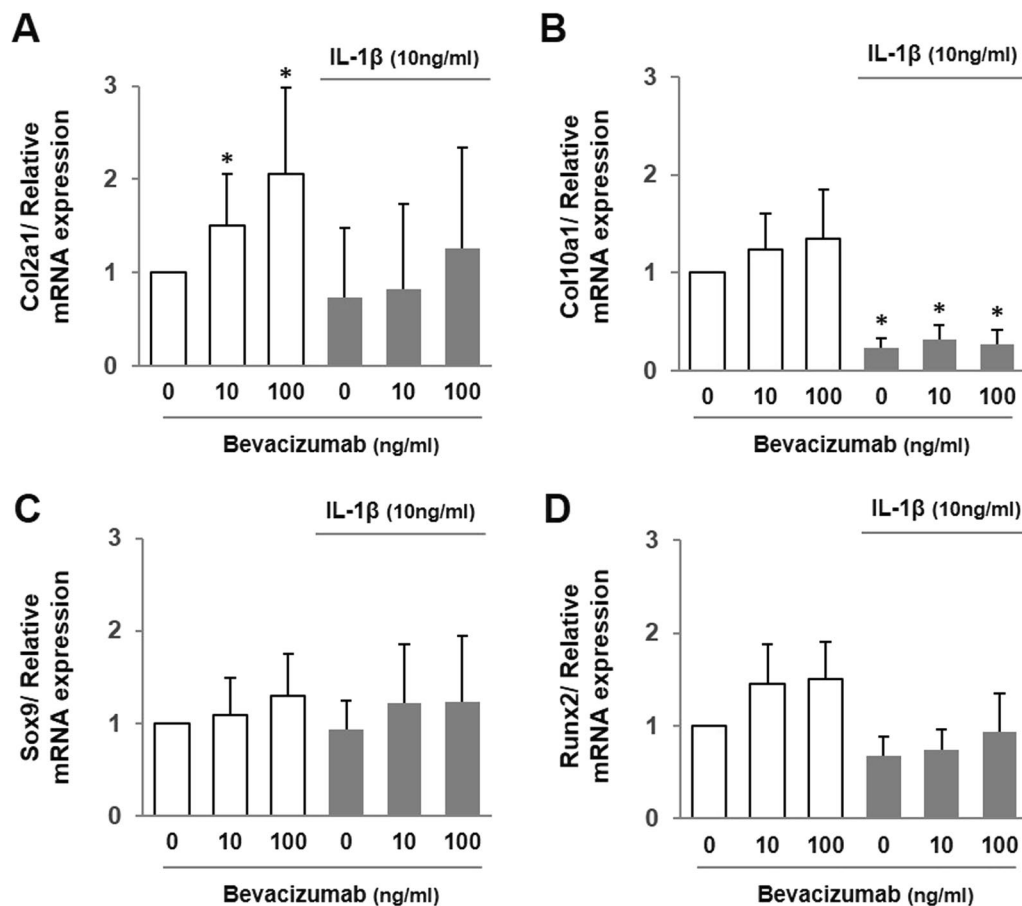 A
IL-1β (10ng/ml)
Col2a1/ Relative
mRNA expression
3
2
1
0
*
*
0 10 100 0 10 100
Bevacizumab (ng/ml)
B
IL-1β (10ng/ml)
Col10a1/ Relative
mRNA expression
3
2
1
0
* * *
0 10 100 0 10 100
Bevacizumab (ng/ml)
C
IL-1β (10ng/ml)
Sox9/ Relative
mRNA expression
3
2
1
0
0 10 100 0 10 100
Bevacizumab (ng/ml)
D
IL-1β (10ng/ml)
Runx2/ Relative
mRNA expression
3
2
1
0
0 10 100 0 10 100
Bevacizumab (ng/ml)